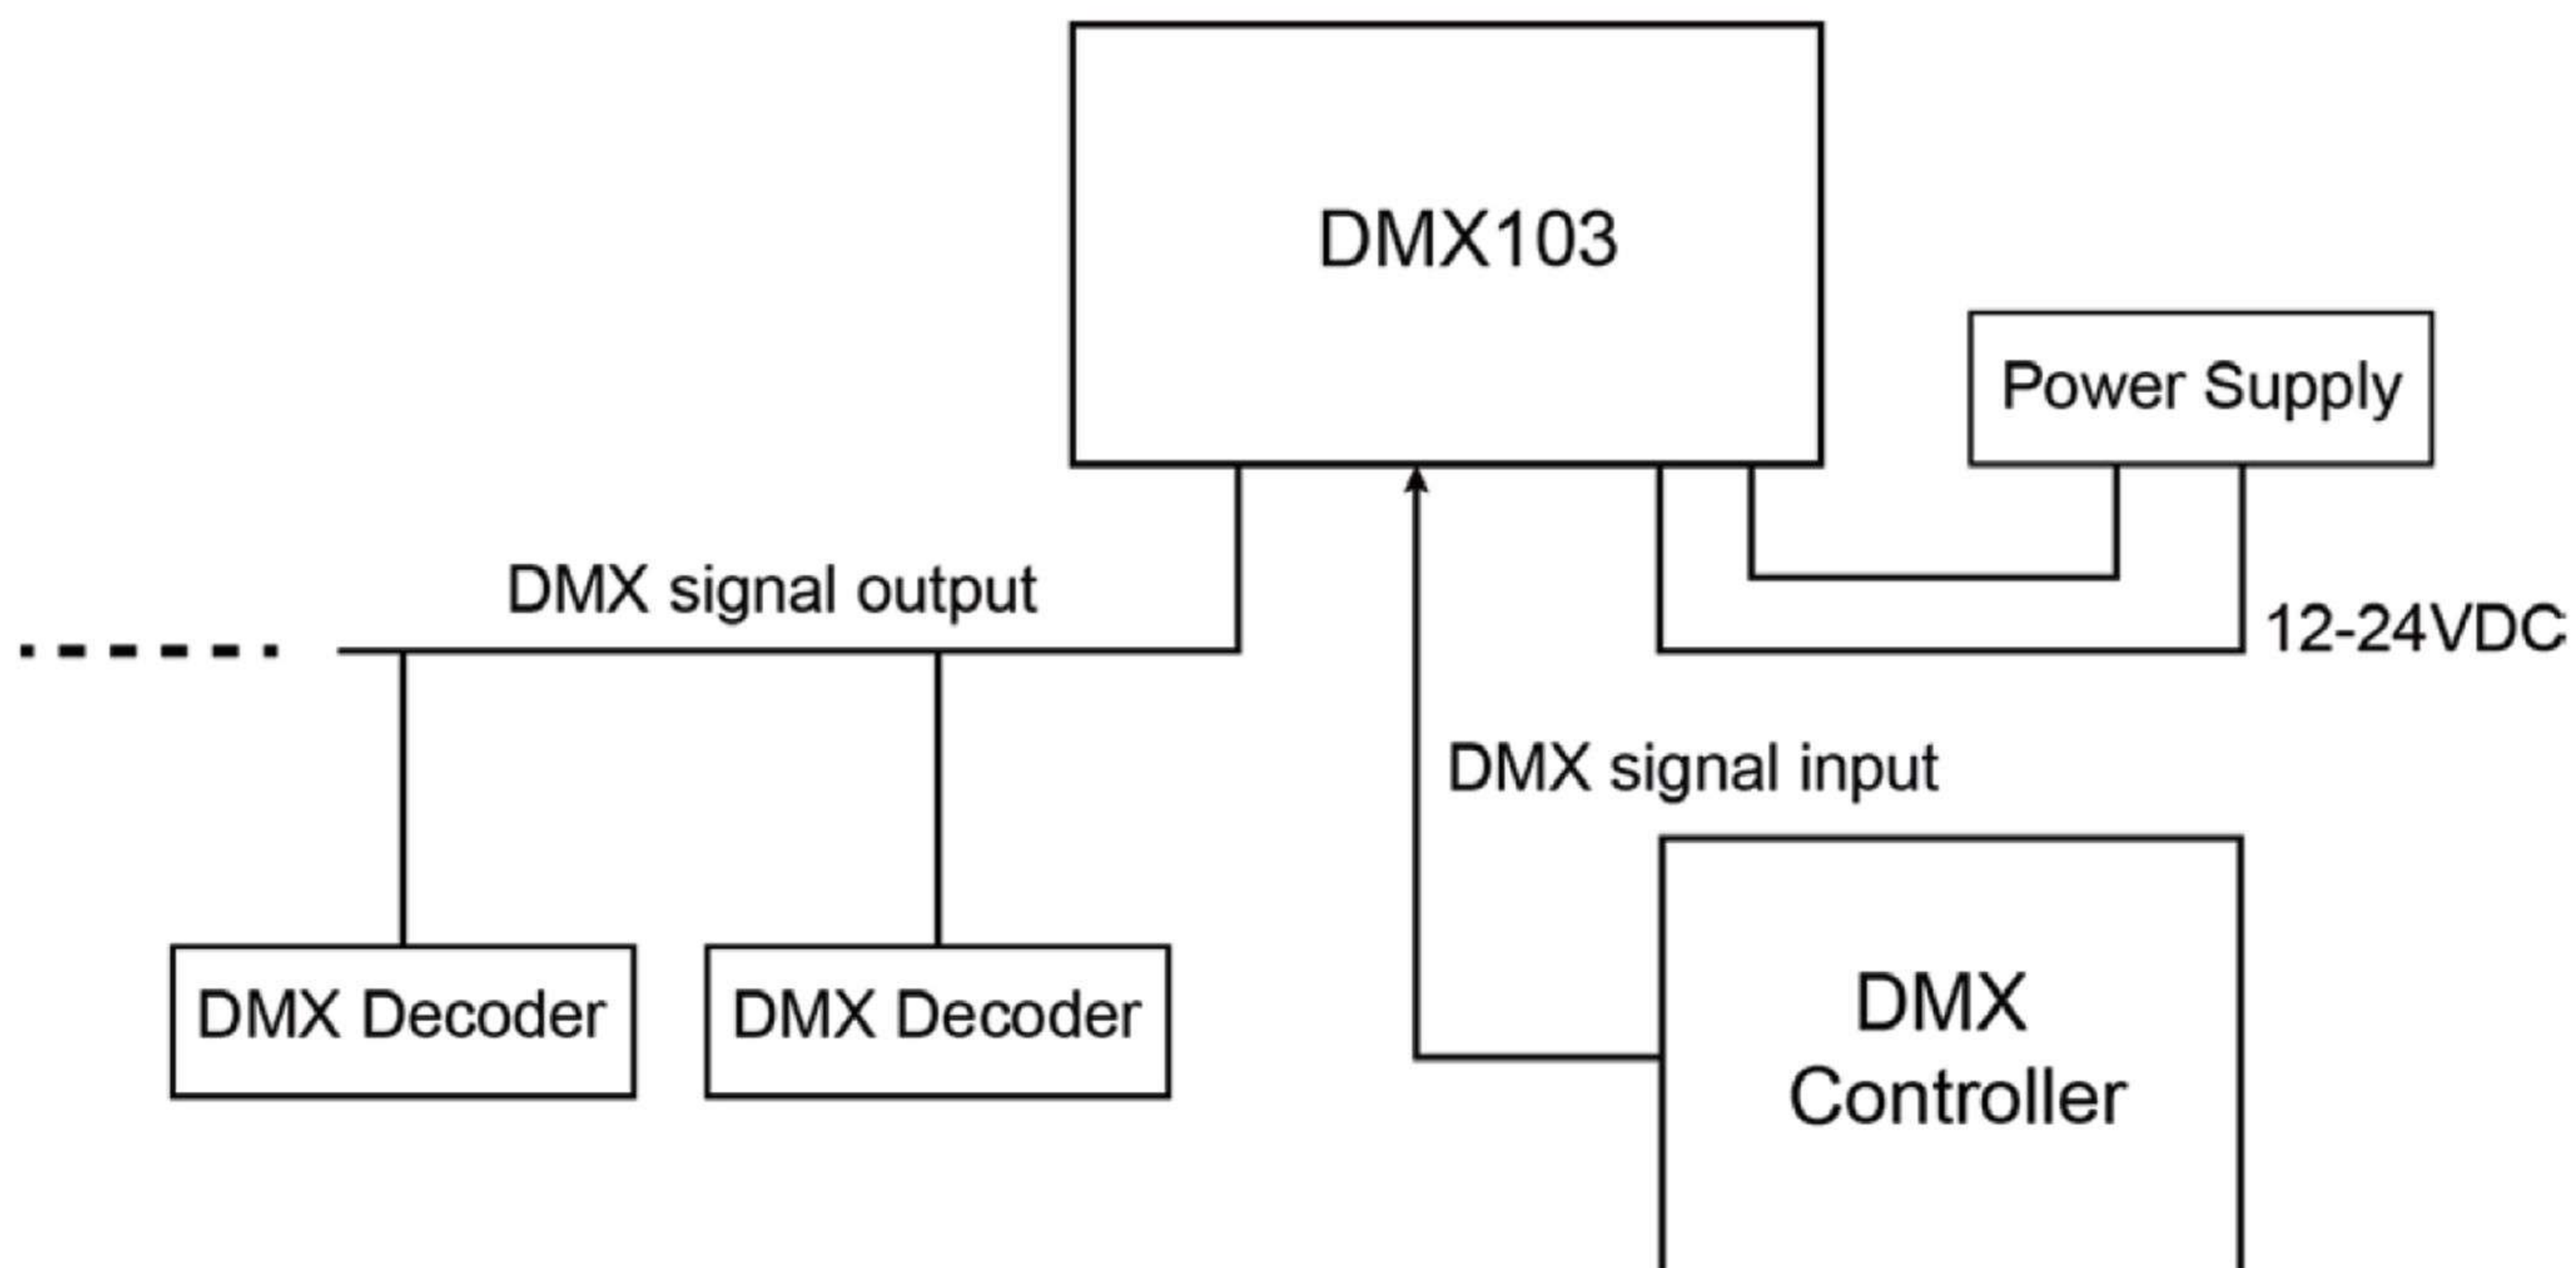 DMX103
Power Supply
DMX signal output
12-24VDC
DMX signal input
DMX Decoder
DMX Decoder
DMX
Controller